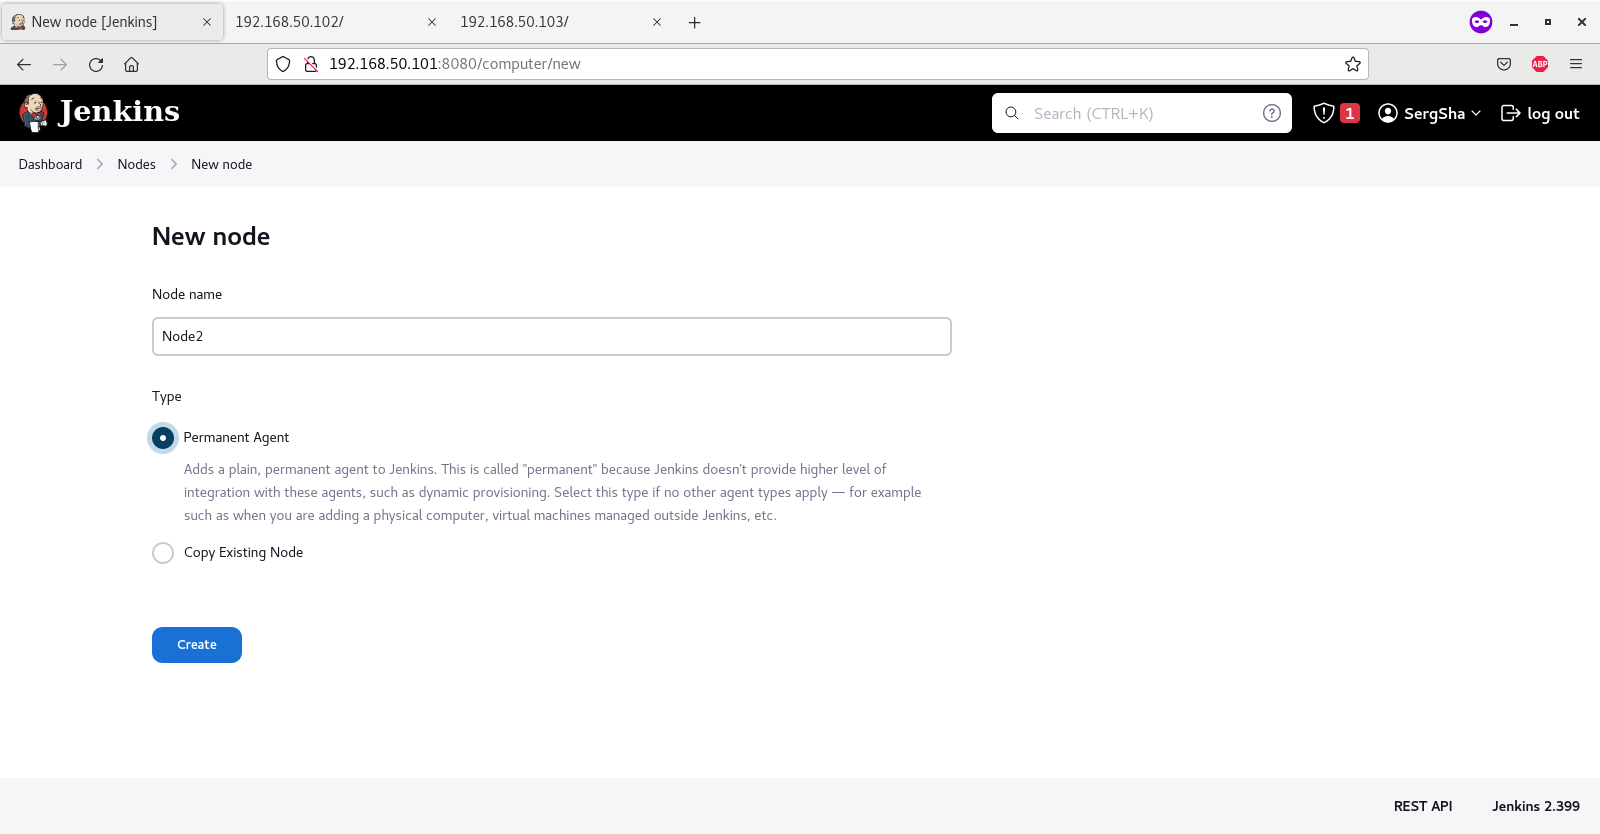 New node [Jenkins]
192.168.50.102/
192.168.50.103/
192.168.50.101:8080/computer/new
ABP
Jenkins
Search (CTRL+K)
?
1
SergSha
log out
Dashboard
Nodes
New node
New node
Node name
Node2
Type
Permanent Agent
Adds a plain, permanent agent to Jenkins. This is called "permanent" because Jenkins doesn't provide higher level of
integration with these agents, such as dynamic provisioning. Select this type if no other agent types apply — for example
such as when you are adding a physical computer, virtual machines managed outside Jenkins, etc.
Copy Existing Node
Create
REST API
Jenkins 2.399